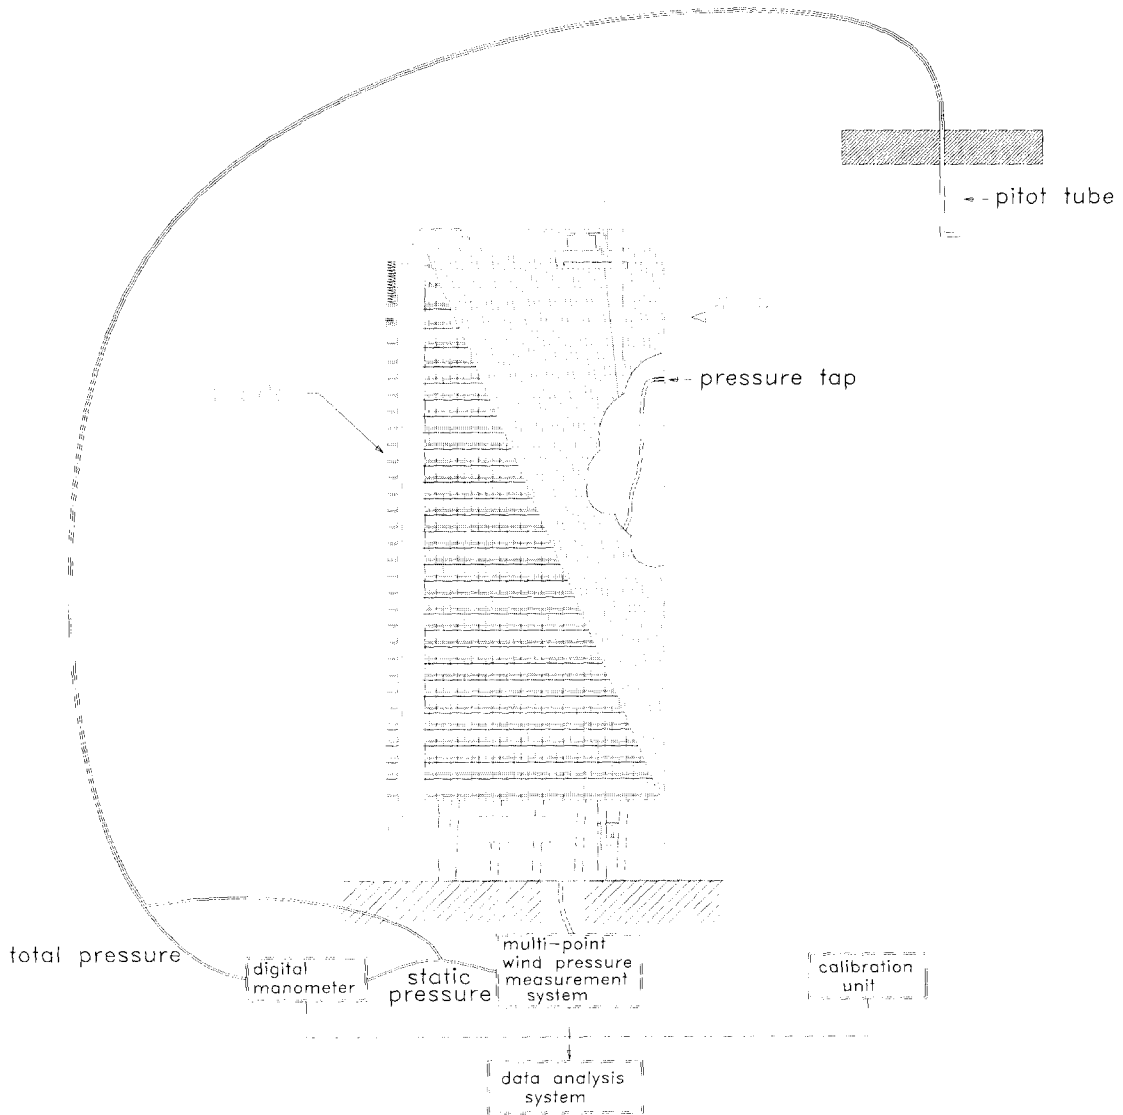 pitot tube
pressure tap
total pressure
digital
manometer
static
pressure
multi-point
wind pressure
measurement
system
calibration
unit
data analysis
system